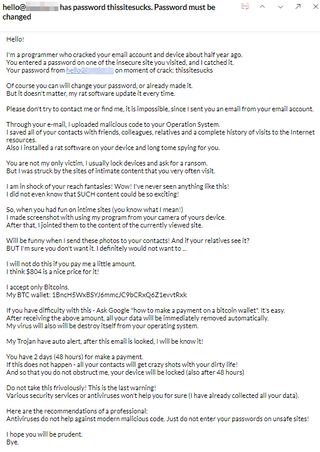 hello@ has password thissitesucks. Password must be
changed
Hello!
I'm a programmer who cracked your email account and device about half year ago.
You entered a password on one of the insecure site you visited, and I catched it.
Your password from hello@ on moment of crack: thissitesucks
Of course you can will change your password, or already made it.
But it doesn't matter, my rat software update it every time.
Please don't try to contact me or find me, it is impossible, since I sent you an email from your email account.
Through your e-mail, I uploaded malicious code to your Operation System.
I saved all of your contacts with friends, colleagues, relatives and a complete history of visits to the Internet
resources.
Also I installed a rat software on your device and long tome spying for you.
You are not my only victim, I usually lock devices and ask for a ransom.
But I was struck by the sites of intimate content that you very often visit.
I am in shock of your reach fantasies! Wow! I've never seen anything like this!
I did not even know that SUCH content could be so exciting!
So, when you had fun on intime sites (you know what I mean!)
I made screenshot with using my program from your camera of yours device.
After that, I jointed them to the content of the currently viewed site.
Will be funny when I send these photos to your contacts! And if your relatives see it?
BUT I'm sure you don't want it. I definitely would not want to ...
I will not do this if you pay me a little amount.
I think $804 is a nice price for it!
I accept only Bitcoins.
My BTC wallet:
If you have difficulty with this - Ask Google "how to make a payment on a bitcoin wallet". It's easy.
After receiving the above amount, all your data will be immediately removed automatically.
My virus will also will be destroy itself from your operating system.
My Trojan have auto alert, after this email is looked, I will be know it!
You have 2 days (48 hours) for make a payment.
If this does not happen - all your contacts will get crazy shots with your dirty life!
And so that you do not obstruct me, your device will be locked (also after 48 hours)
Do not take this frivolously! This is the last warning!
Various security services or antiviruses won't help you for sure (I have already collected all your data).
Here are the recommendations of a professional:
Antiviruses do not help against modern malicious code. Just do not enter your passwords on unsafe sites!
I hope you will be prudent.
Bye.